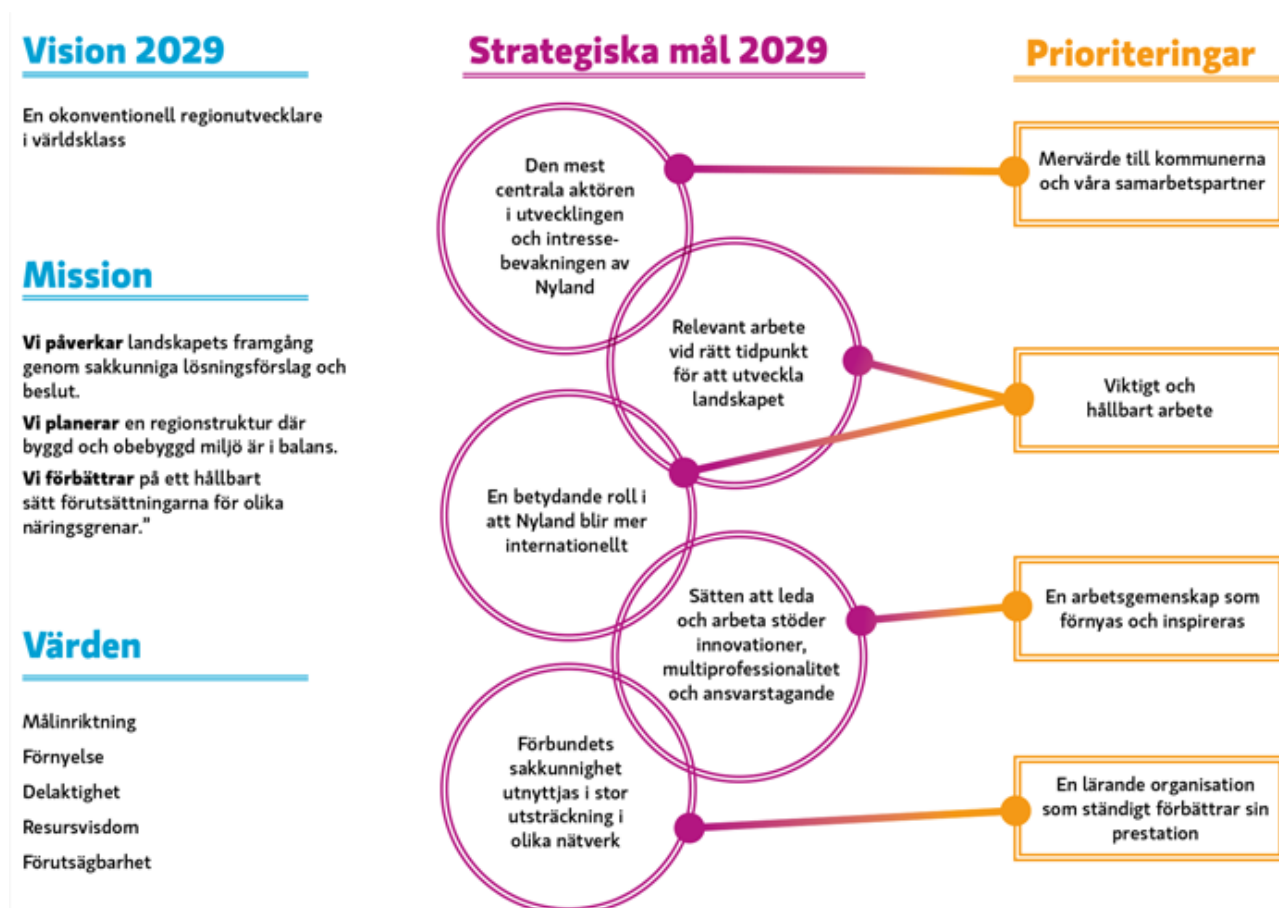 Vision 2029
En okonventionell regionutvecklare
i världsklass
Mission
Vi påverkar landskapets framgång
genom sakkunniga lösningsförslag och
beslut.
Vi planerar en regionstruktur där
byggd och obebyggd miljö är i balans.
Vi förbättrar på ett hållbart
sätt förutsättningarna för olika
näringsgrenar.”
Värden
Målinriktning
Förnyelse
Delaktighet
Resursvisdom
Förutsägbarhet
Strategiska mål 2029
Den mest
centrala aktören
i utvecklingen
och intresse-
bevakningen av
Nyland
Relevant arbete
vid rätt tidpunkt
för att utveckla
landskapet
En betydande roll i
att Nyland blir mer
internationellt
Sätten att leda
och arbeta stöder
innovationer,
multiprofessionalitet
och ansvarstagande
Förbundets
sakkunnighet
utnyttjas i stor
utsträckning i
olika nätverk
Prioriteringar
Mervärde till kommunerna
och våra samarbetspartner
Viktigt och
hållbart arbete
En arbetsgemenskap som
förnyas och inspireras
En lärande organisation
som ständigt förbättrar sin
prestation